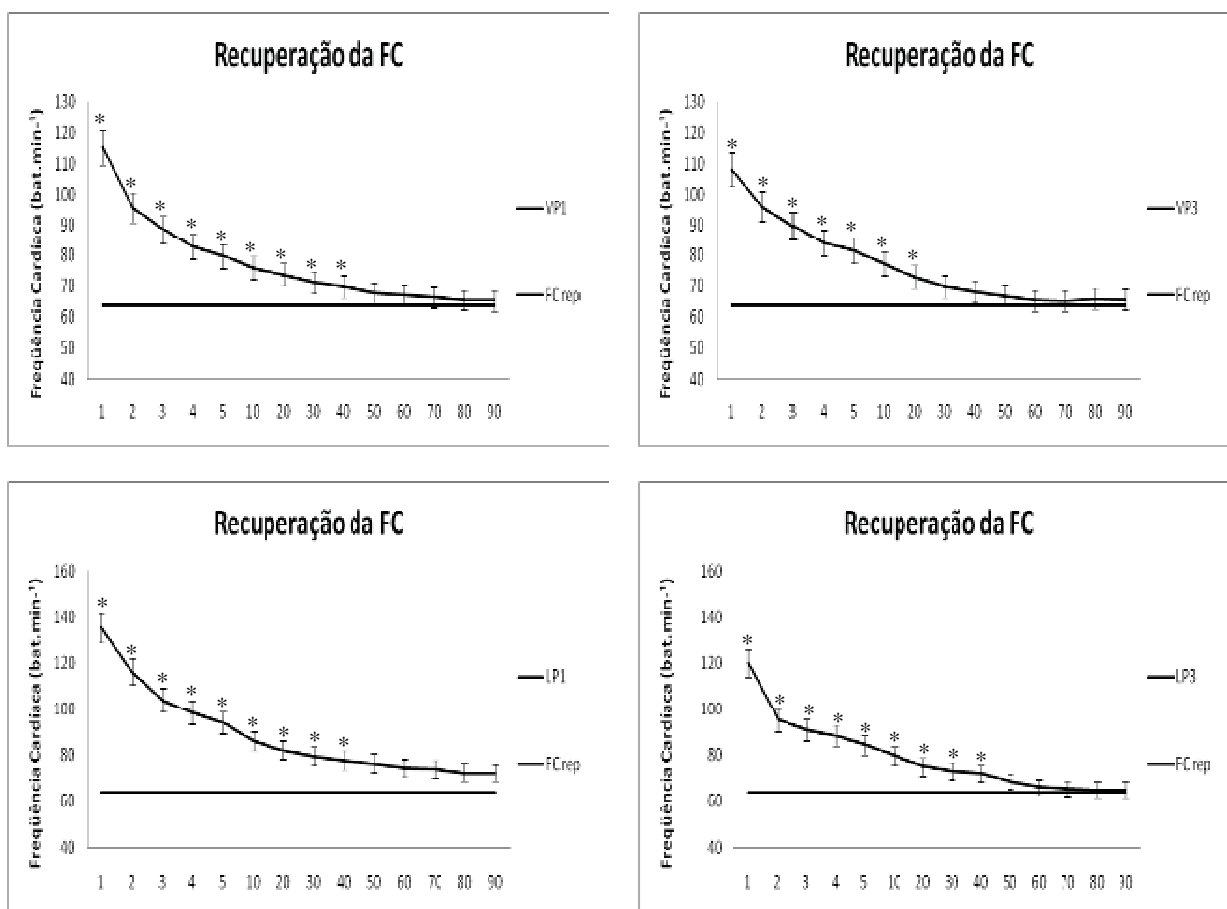 Recuperação da FC
Freqüência Cardíaca (bat.min-¹)
130
120
110
100
90
80
70
60
50
40
* * * * * * * * *
VP1
FCrep
1 2 3 4 5 10 20 30 40 50 60 70 80 90
Recuperação da FC
Freqüência Cardíaca (bat.min-¹)
130
120
110
100
90
80
70
60
50
40
* * * * * * *
VP3
FCrep
1 2 3 4 5 10 20 30 40 50 60 70 80 90
Recuperação da FC
Freqüência Cardíaca (bat.min-¹)
160
140
120
100
80
60
40
* * * * * * * * *
LP1
FCrep
1 2 3 4 5 10 20 30 40 50 60 70 80 90
Recuperação da FC
Freqüência Cardíaca (bat.min-¹)
160
140
120
100
80
60
40
* * * * * * * * *
LP3
FCrep
1 2 3 4 5 10 20 30 40 50 60 70 80 90